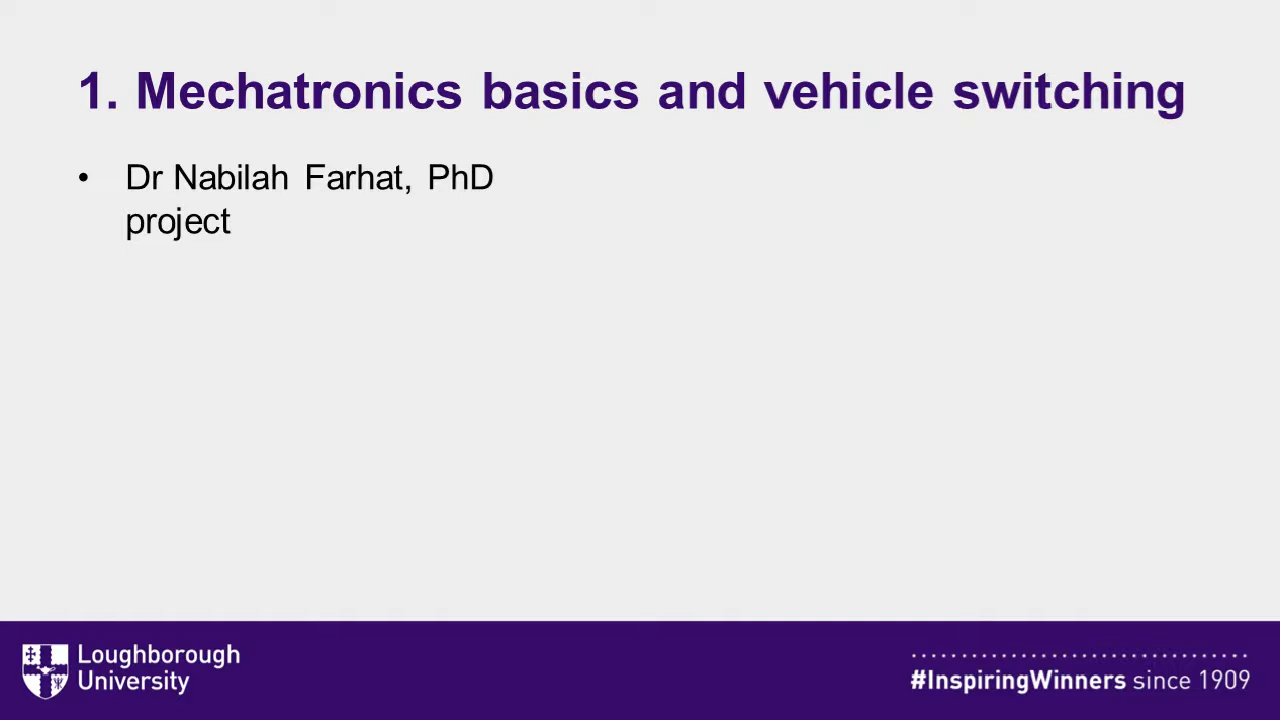 1. Mechatronics basics and vehicle switching
• Dr Nabilah Farhat, PhD
project
Loughborough
University
#InspiringWinners since 1909